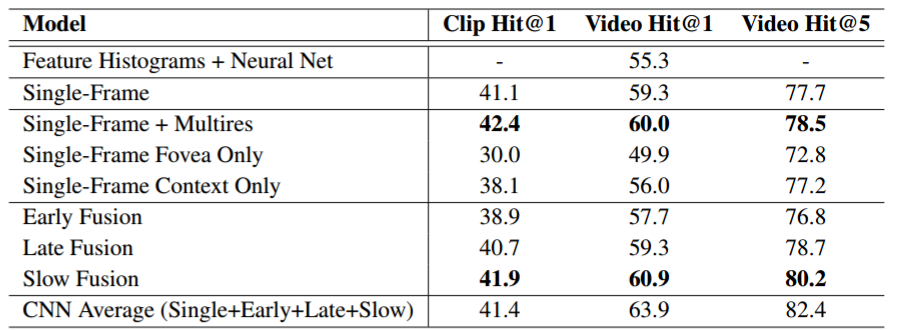 Model Clip Hit@1 Video Hit@1 Video Hit@5
Feature Histograms + Neural Net - 55.3 -
Single-Frame 41.1 59.3 77.7
Single-Frame + Multires 42.4 60.0 78.5
Single-Frame Fovea Only 30.0 49.9 72.8
Single-Frame Context Only 38.1 56.0 77.2
Early Fusion 38.9 57.7 76.8
Late Fusion 40.7 59.3 78.7
Slow Fusion 41.9 60.9 80.2
CNN Average (Single+Early+Late+Slow) 41.4 63.9 82.4